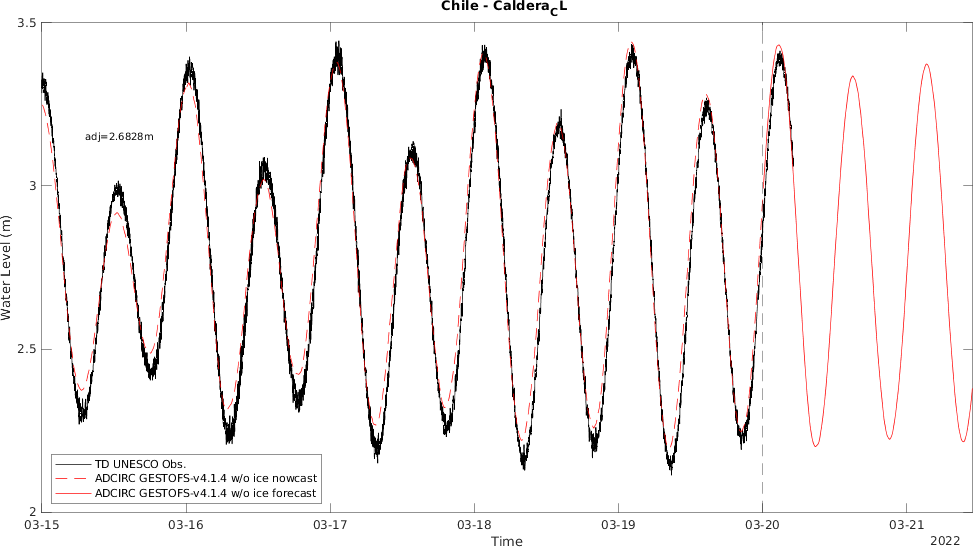 Chile - Caldera_CL
3.5
adj=2.6828m
3
Water Level (m)
2.5
TD UNESCO Obs.
ADCIRC GESTOFS-v4.1.4 w/o ice nowcast
ADCIRC GESTOFS-v4.1.4 w/o ice forecast
2
03-15 03-16 03-17 03-18 03-19 03-20 03-21
Time
2022